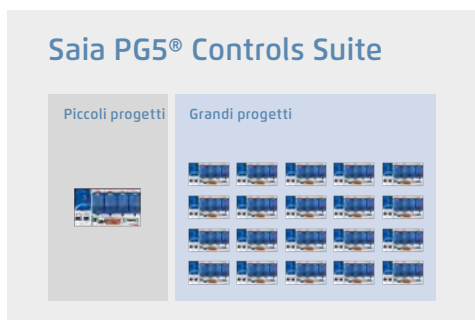 Saia PG5® Controls Suite
Piccoli progetti
Grandi progetti